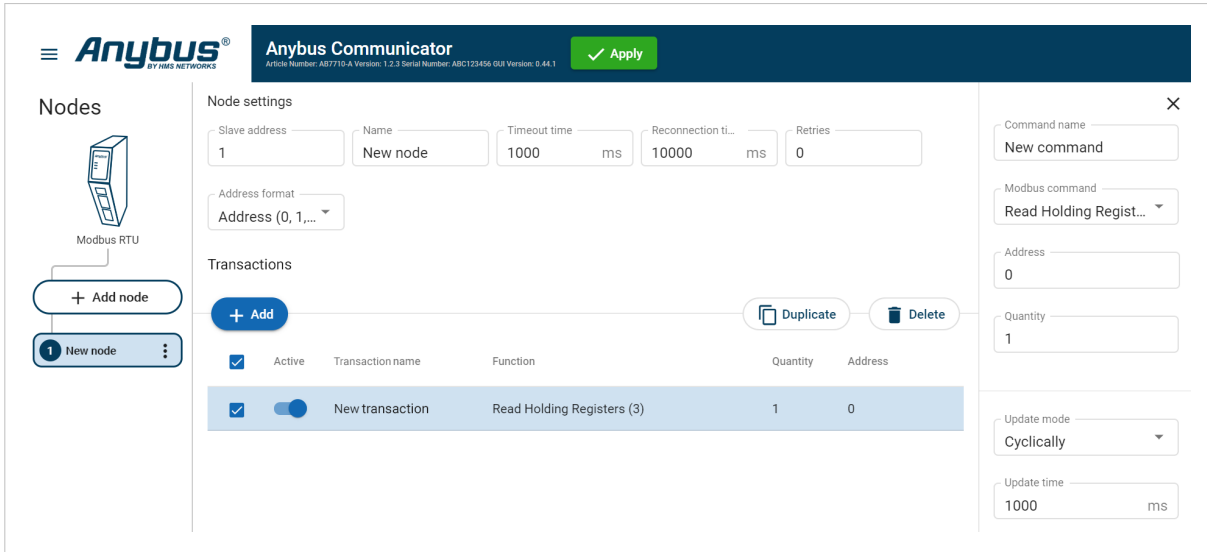 Anybus®
BY HMS NETWORKS
Anybus Communicator
Article Number: AB7710-A Version: 1.2.3 Serial Number: ABC123456 GUI Version: 0.44.1
Apply
Nodes
Modbus RTU
+ Add node
1 New node
Node settings
Slave address
1
Name
New node
Timeout time
1000 ms
Reconnection ti...
10000 ms
Retries
0
Address format
Address (0, 1,...
Transactions
+ Add
Duplicate
Delete
Active Transaction name Function Quantity Address
New transaction Read Holding Registers (3) 1 0
Command name
New command
Modbus command
Read Holding Regist...
Address
0
Quantity
1
Update mode
Cyclically
Update time
1000 ms